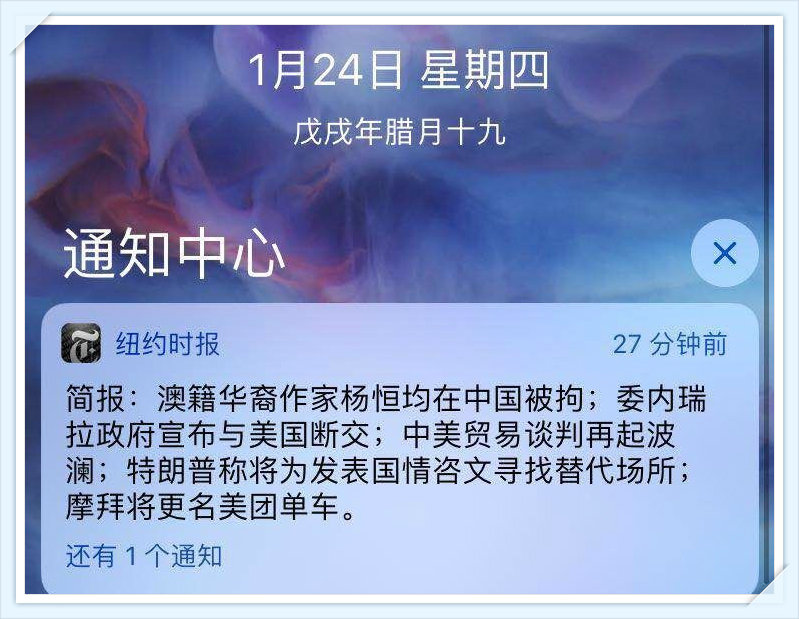 1月24日 星期四
戊戌年腊月十九
通知中心
纽约时报
27 分钟前
简报：澳籍华裔作家杨恒均在中国被拘；委内瑞
拉政府宣布与美国断交；中美贸易谈判再起波
澜；特朗普称将为发表国情咨文寻找替代场所；
摩拜将更名美团单车。
还有 1 个通知